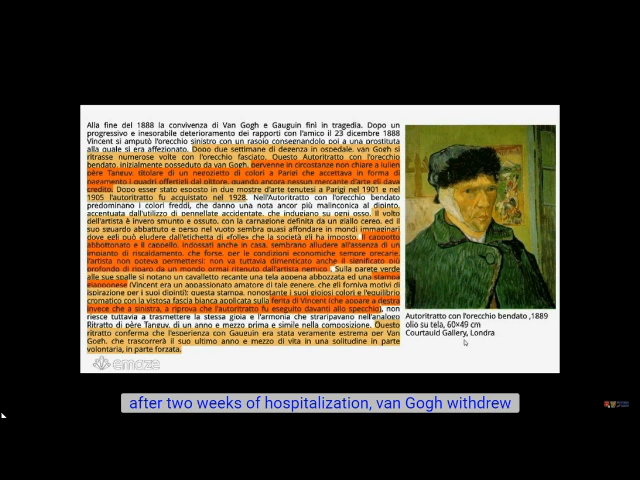 Alla fine del 1888 la convivenza di Van Gogh e Gauguin finì in tragedia. Dopo un
progressivo e inesorabile deterioramento dei rapporti con l'amico il 23 dicembre 1888
Vincent si amputò l'orecchio sinistro con un rasoio consegnandolo poi a una prostituta
alla quale si era affezionato. Dopo due settimane di degenza in ospedale, van Gogh si
ritrasse numerose volte con l'orecchio fasciato. Questo Autoritratto con l'orecchio
bendato, inizialmente posseduto da van Gogh, pervenne in circostanze non chiare a Julien
père Tanguy, titolare di un negozietto di colori a Parigi che accettava in forma di
pagamento i quadri offertigli dal pittore, quando ancora nessun mercante d'arte gli dava
credito. Dopo esser stato esposto in due mostre d'arte tenutesi a Parigi nel 1901 e nel
1905 l'autoritratto fu acquistato nel 1928. Nell'Autoritratto con l'orecchio bendato
predominano i colori freddi, che danno una nota ancor più malinconica al dipinto,
accentuata dall'utilizzo di pennellate accidentate, che indugiano su ogni osso. Il volto
dell'artista è invero smunto e ossuto, con la carnagione definita da un giallo cereo, ed il
suo sguardo abbattuto e perso nel vuoto sembra quasi affondare in mondi immaginari
dove egli può eludere dall'etichetta di «folle» che la società gli ha imposto. Il cappotto
abbottonato e il cappello, indossati anche in casa, sembrano alludere all'assenza di un
impianto di riscaldamento, che forse, per le condizioni economiche sempre precarie,
l'artista non poteva permettersi: non va tuttavia dimenticato anche il significato più
profondo di riparo da un mondo ormai ritenuto dall'artista nemico. Sulla parete verde
alle sue spalle si notano un cavalletto recante una tela appena abbozzata ed una stampa
giapponese (Vincent era un appassionato amatore di tale genere, che gli forniva motivi di
ispirazione per i suoi dipinti): questa stampa, nonostante i suoi gioiosi colori e l'equilibrio
cromatico con la vistosa fascia bianca applicata sulla ferita di Vincent (che appare a destra
invece che a sinistra, a riprova che l'autoritratto fu eseguito davanti allo specchio), non
riesce tuttavia a trasmettere la stessa gioia e l'armonia che straripavano nell'analogo
Ritratto di père Tanguy, di un anno e mezzo prima e simile nella composizione. Questo
ritratto conferma che l'esperienza con Gauguin era stata veramente estrema per Van
Gogh, che trascorrerà il suo ultimo anno e mezzo di vita in una solitudine in parte
volontaria, in parte forzata.
Autoritratto con l'orecchio bendato ,1889
olio su tela, 60×49 cm
Courtauld Gallery, Londra
emaze
after two weeks of hospitalization, van Gogh withdrew